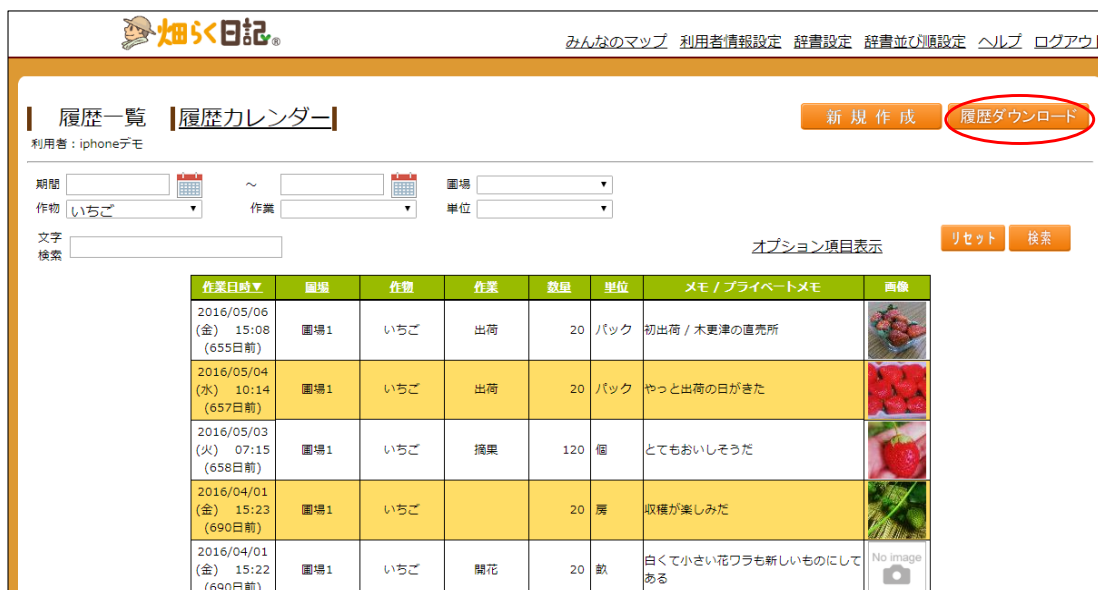 畑らく日記®
みんなのマップ 利用者情報設定 辞書設定 辞書並び順設定 ヘルプ ログアウト
履歴一覧 履歴カレンダー 新規作成 履歴ダウンロード
利用者：iphoneデモ
期間 ～ 圃場
作物 いちご 作業 単位
文字
検索
オプション項目表示 リセット 検索
作業日時▼ 圃場 作物 作業 数量 単位 メモ / プライベートメモ 画像
2016/05/06
(金) 15:08 圃場1 いちご 出荷 20 パック 初出荷 / 木更津の直売所
(655日前)
2016/05/04
(水) 10:14 圃場1 いちご 出荷 20 パック やっと出荷の日がきた
(657日前)
2016/05/03
(火) 07:15 圃場1 いちご 摘果 120 個 とてもおいしそうだ
(658日前)
2016/04/01
(金) 15:23 圃場1 いちご 20 房 収穫が楽しみだ
(690日前)
2016/04/01
(金) 15:22 圃場1 いちご 開花 20 畝 白くて小さい花ワラも新しいものにして
ある
No image
(690日前)